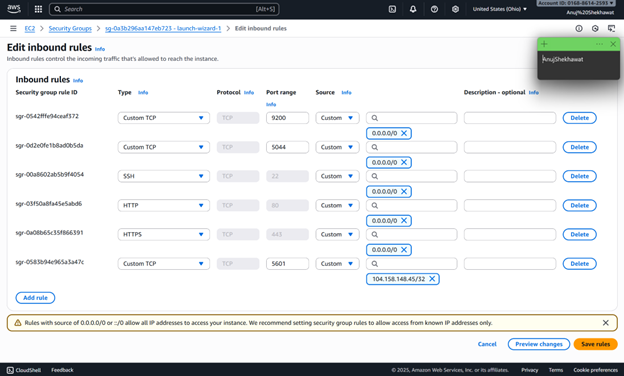 aws
Search
[Alt+S]
United States (Ohio)
Account ID: 0168-8614-2593
Anuj%20Shekhawat
EC2 > Security Groups > sg-0a3b296aa147eb723 - launch-wizard-1 > Edit inbound rules
AnujShekhawat
Edit inbound rules Info
Inbound rules control the incoming traffic that's allowed to reach the instance.
Inbound rules Info
Security group rule ID Type Info Protocol Info Port range Info Source Info Description - optional Info
sgr-0542fffe94ceaf372 Custom TCP TCP 9200 Custom Delete
0.0.0.0/0
sgr-0d2e0fe1b8ad0b5da Custom TCP TCP 5044 Custom Delete
0.0.0.0/0
sgr-00a8602ab5b9f4054 SSH TCP 22 Custom Delete
0.0.0.0/0
sgr-03f50a8fa45e5abd6 HTTP TCP 80 Custom Delete
0.0.0.0/0
sgr-0a08b65c35f866391 HTTPS TCP 443 Custom Delete
0.0.0.0/0
sgr-0583b94e965a3a47c Custom TCP TCP 5601 Custom Delete
104.158.148.45/32
Add rule
Rules with source of 0.0.0.0/0 or ::/0 allow all IP addresses to access your instance. We recommend setting security group rules to allow access from known IP addresses only.
Cancel Preview changes Save rules
CloudShell Feedback © 2025, Amazon Web Services, Inc. or its affiliates. Privacy Terms Cookie preferences